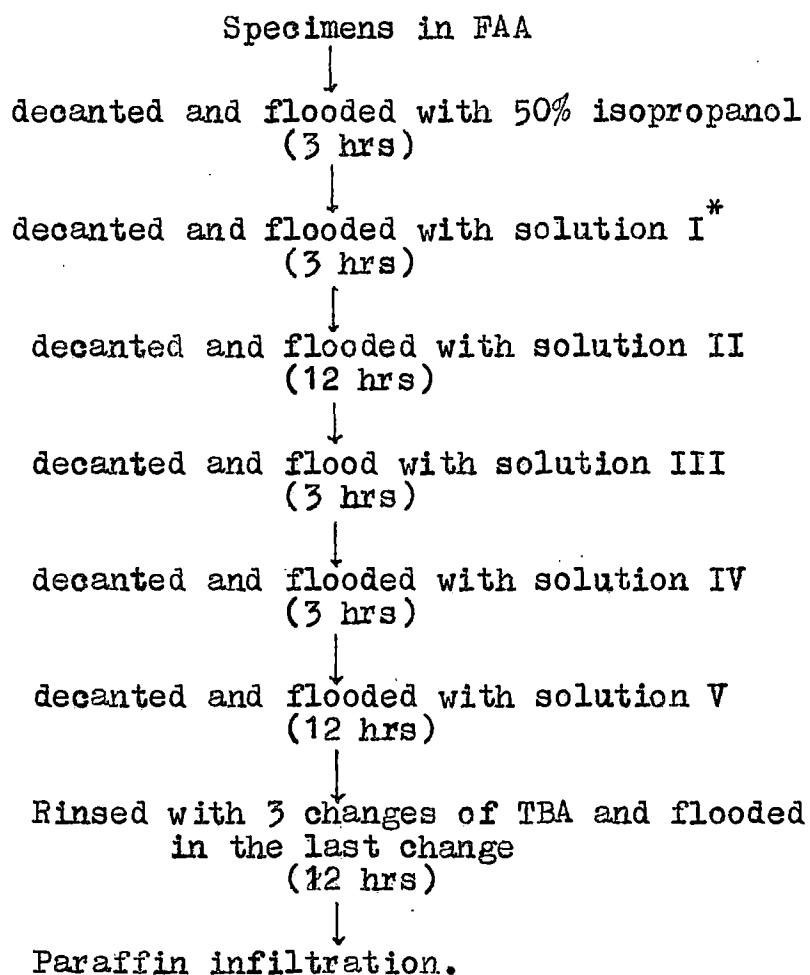 Specimens in FAA
decanted and flooded with 50% isopropanol
(3 hrs)
decanted and flooded with solution I*
(3 hrs)
decanted and flooded with solution II
(12 hrs)
decanted and flood with solution III
(3 hrs)
decanted and flooded with solution IV
(3 hrs)
decanted and flooded with solution V
(12 hrs)
Rinsed with 3 changes of TBA and flooded
in the last change
(12 hrs)
Paraffin infiltration.